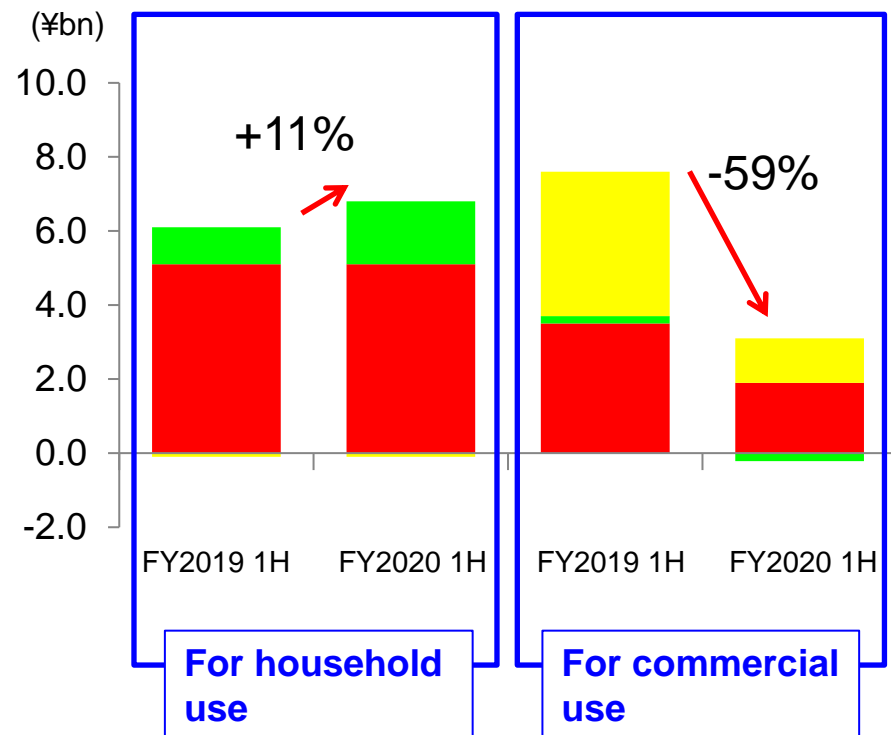 (¥bn)
10.0
8.0
6.0
4.0
2.0
0.0
-2.0
+11%
-59%
FY2019 1H
FY2020 1H
FY2019 1H
FY2020 1H
For household
use
For commercial
use